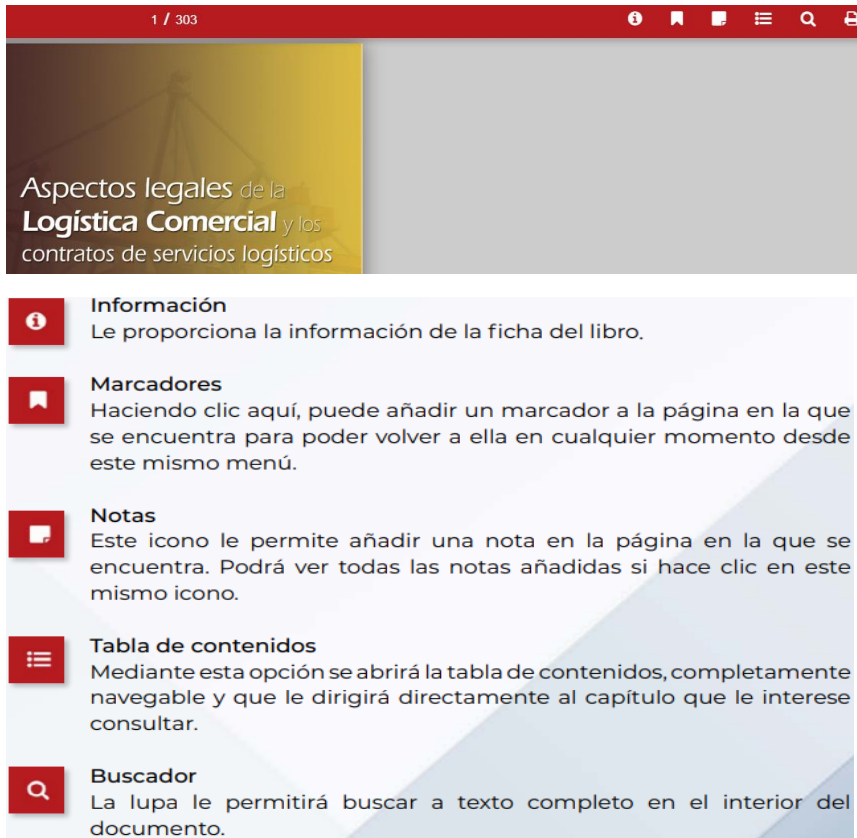 1 / 303
Aspectos legales de la
Logística Comercial y los
contratos de servicios logísticos
Información
Le proporciona la información de la ficha del libro.
Marcadores
Haciendo clic aquí, puede añadir un marcador a la página en la que
se encuentra para poder volver a ella en cualquier momento desde
este mismo menú.
Notas
Este icono le permite añadir una nota en la página en la que se
encuentra. Podrá ver todas las notas añadidas si hace clic en este
mismo icono.
Tabla de contenidos
Mediante esta opción se abrirá la tabla de contenidos, completamente
navegable y que le dirigirá directamente al capítulo que le interese
consultar.
Buscador
La lupa le permitirá buscar a texto completo en el interior del
documento.